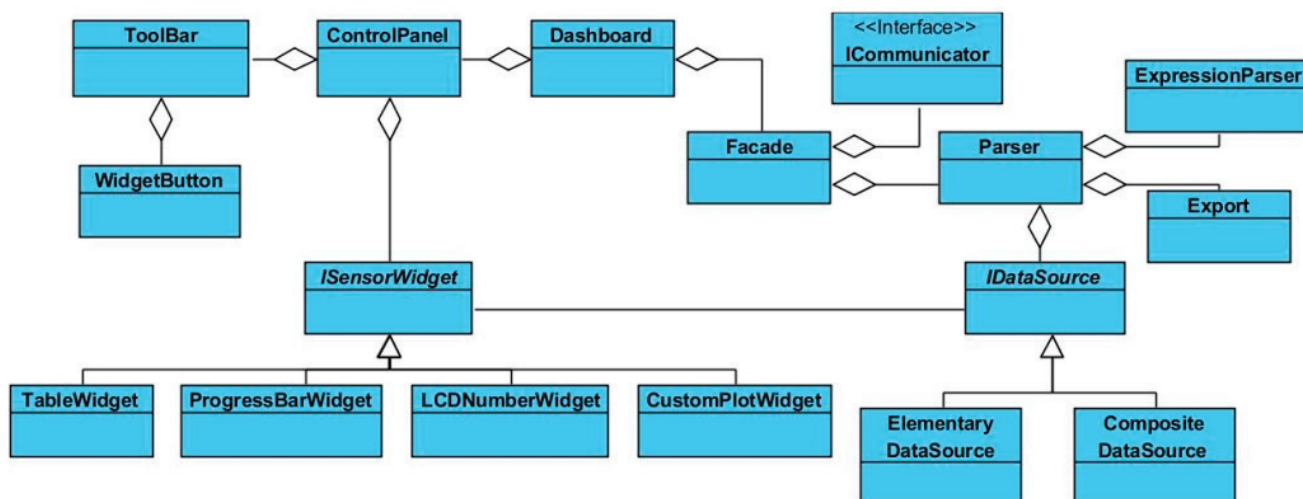 ToolBar
ControlPanel
Dashboard
<<Interface>>
ICommunicator
ExpressionParser
Facade
Parser
WidgetButton
Export
ISensorWidget
IDataSource
TableWidget
ProgressBarWidget
LCDNumberWidget
CustomPlotWidget
Elementary
DataSource
Composite
DataSource